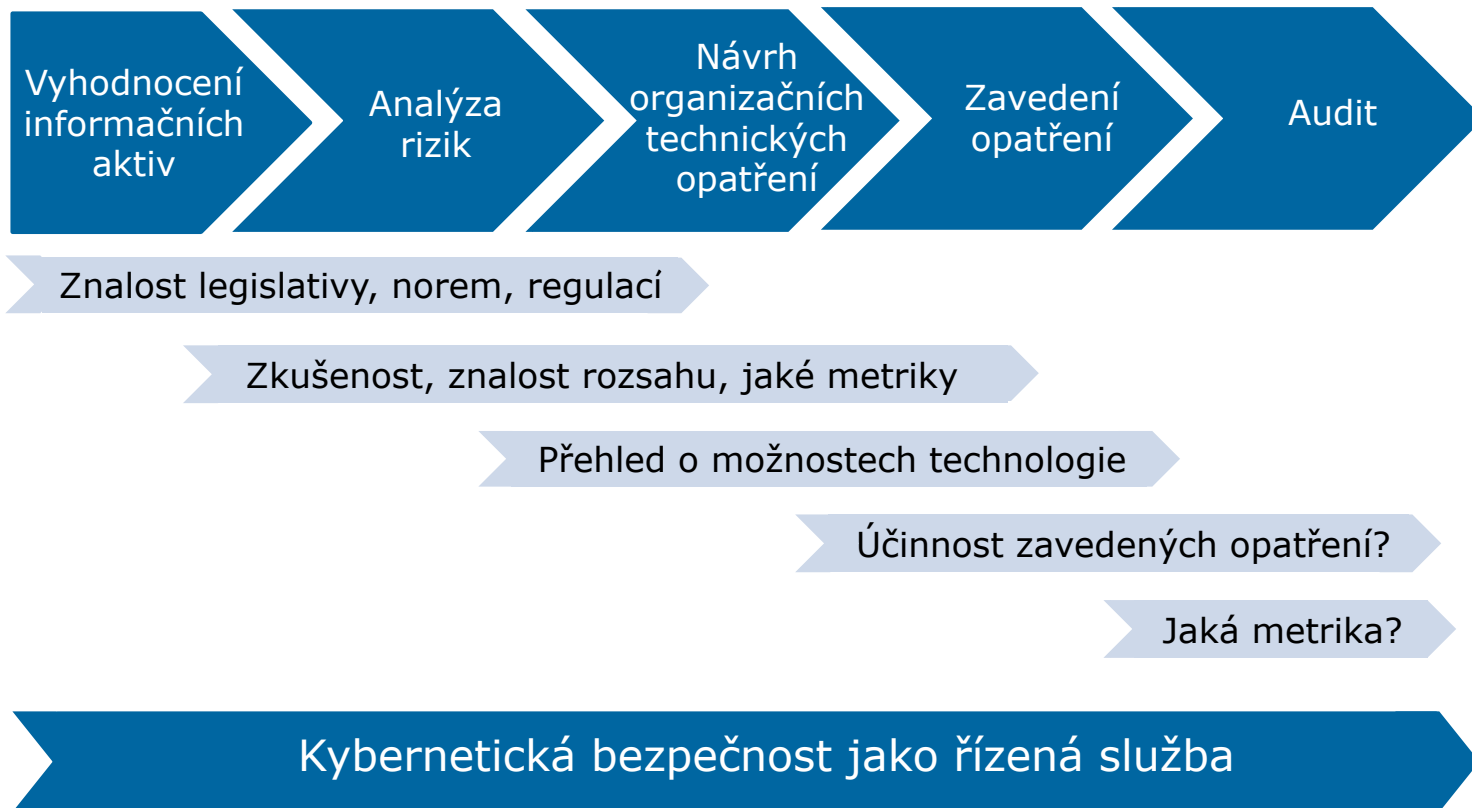 Vyhodnocení
informačních
aktiv
Analýza
rizik
Návrh
organizačních
technických
opatření
Zavedení
opatření
Audit
Znalost legislativy, norem, regulací
Zkušenost, znalost rozsahu, jaké metriky
Přehled o možnostech technologie
Účinnost zavedených opatření?
Jaká metrika?
Kybernetická bezpečnost jako řízená služba